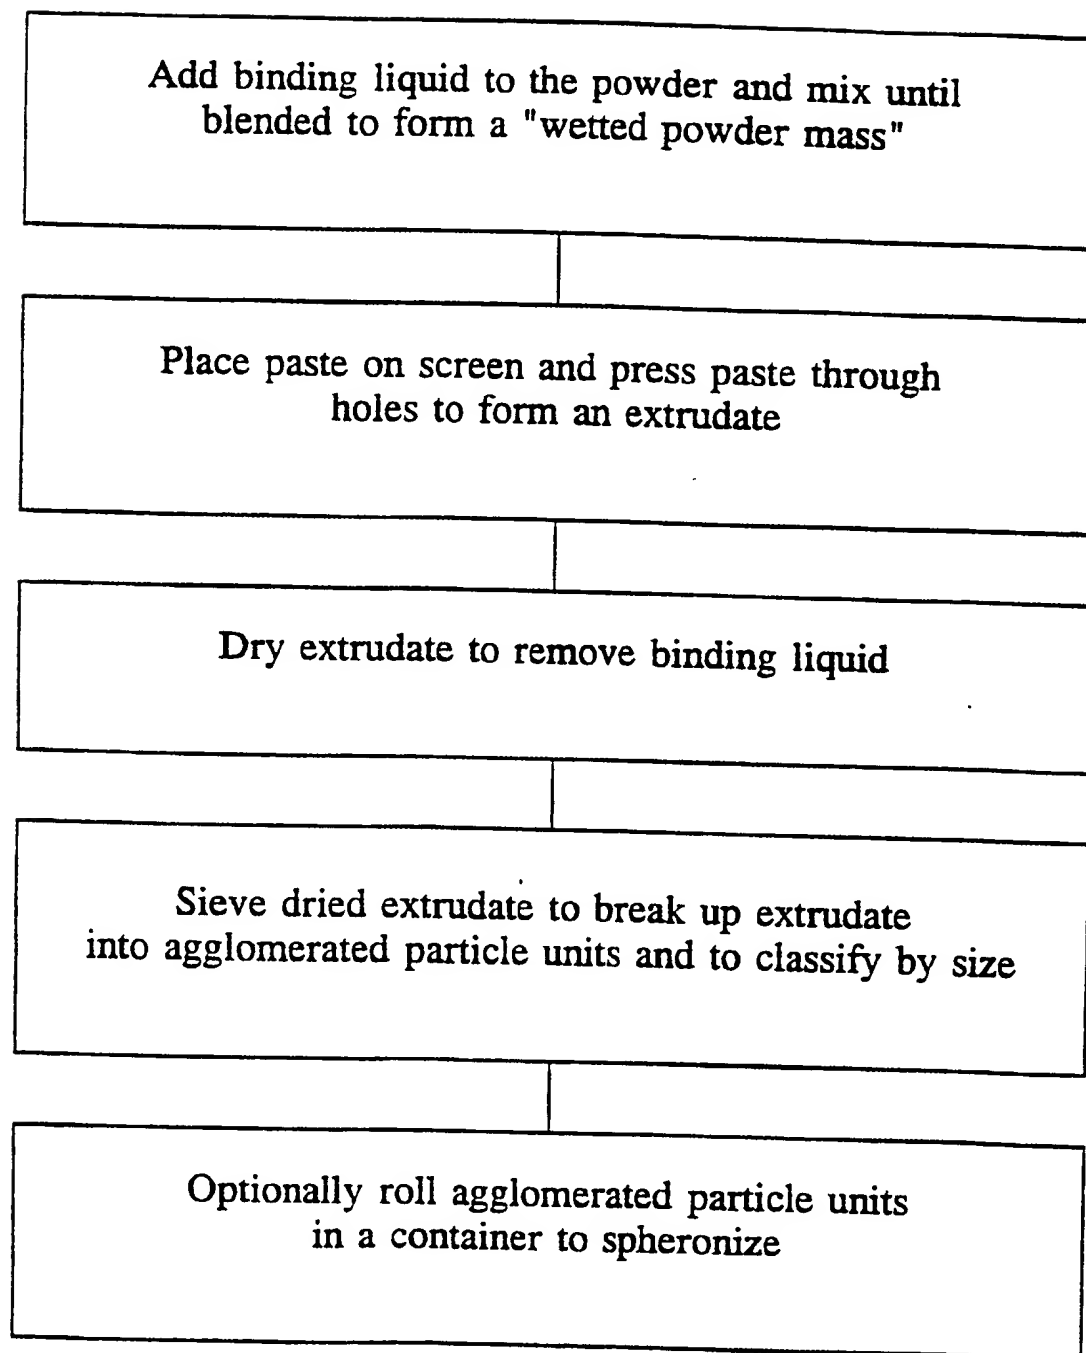 Add binding liquid to the powder and mix until
blended to form a "wetted powder mass"
Place paste on screen and press paste through
holes to form an extrudate
Dry extrudate to remove binding liquid
Sieve dried extrudate to break up extrudate
into agglomerated particle units and to classify by size
Optionally roll agglomerated particle units
in a container to spheronize